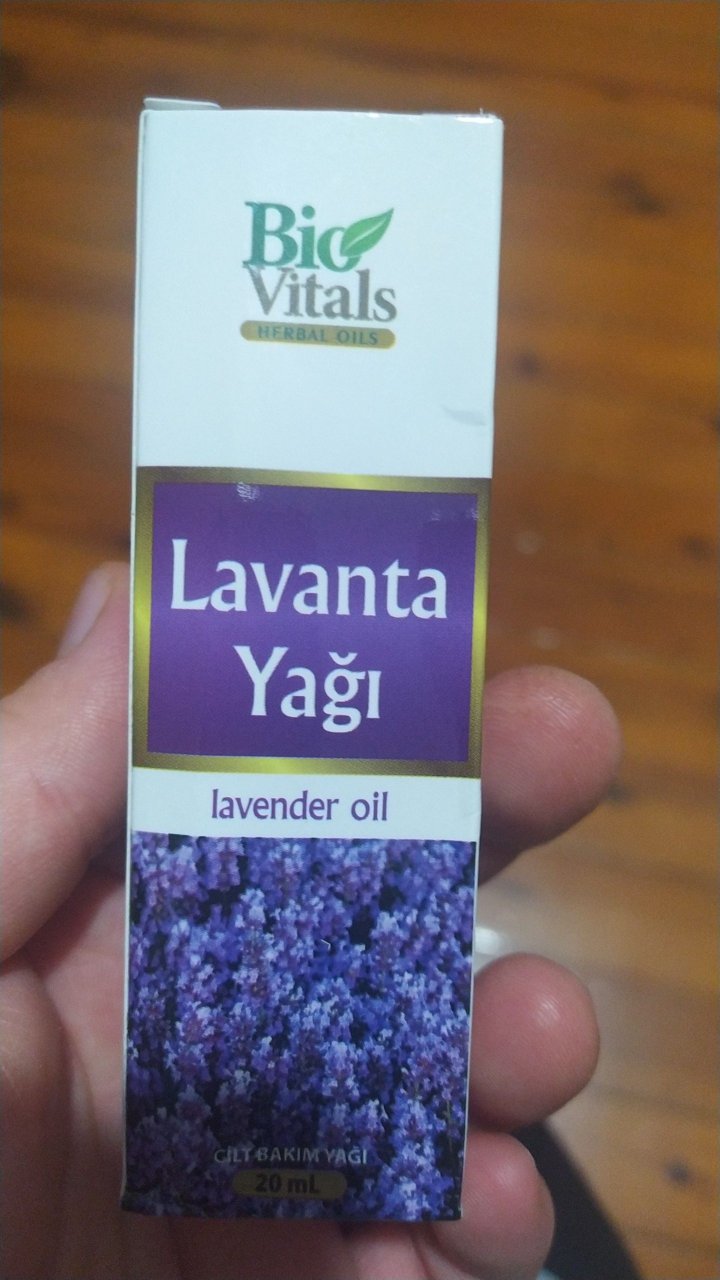 Bio
Vitals
HERBAL OILS
Lavanta
Yağı
lavender oil
CİLT BAKIM YAĞI
20 mL